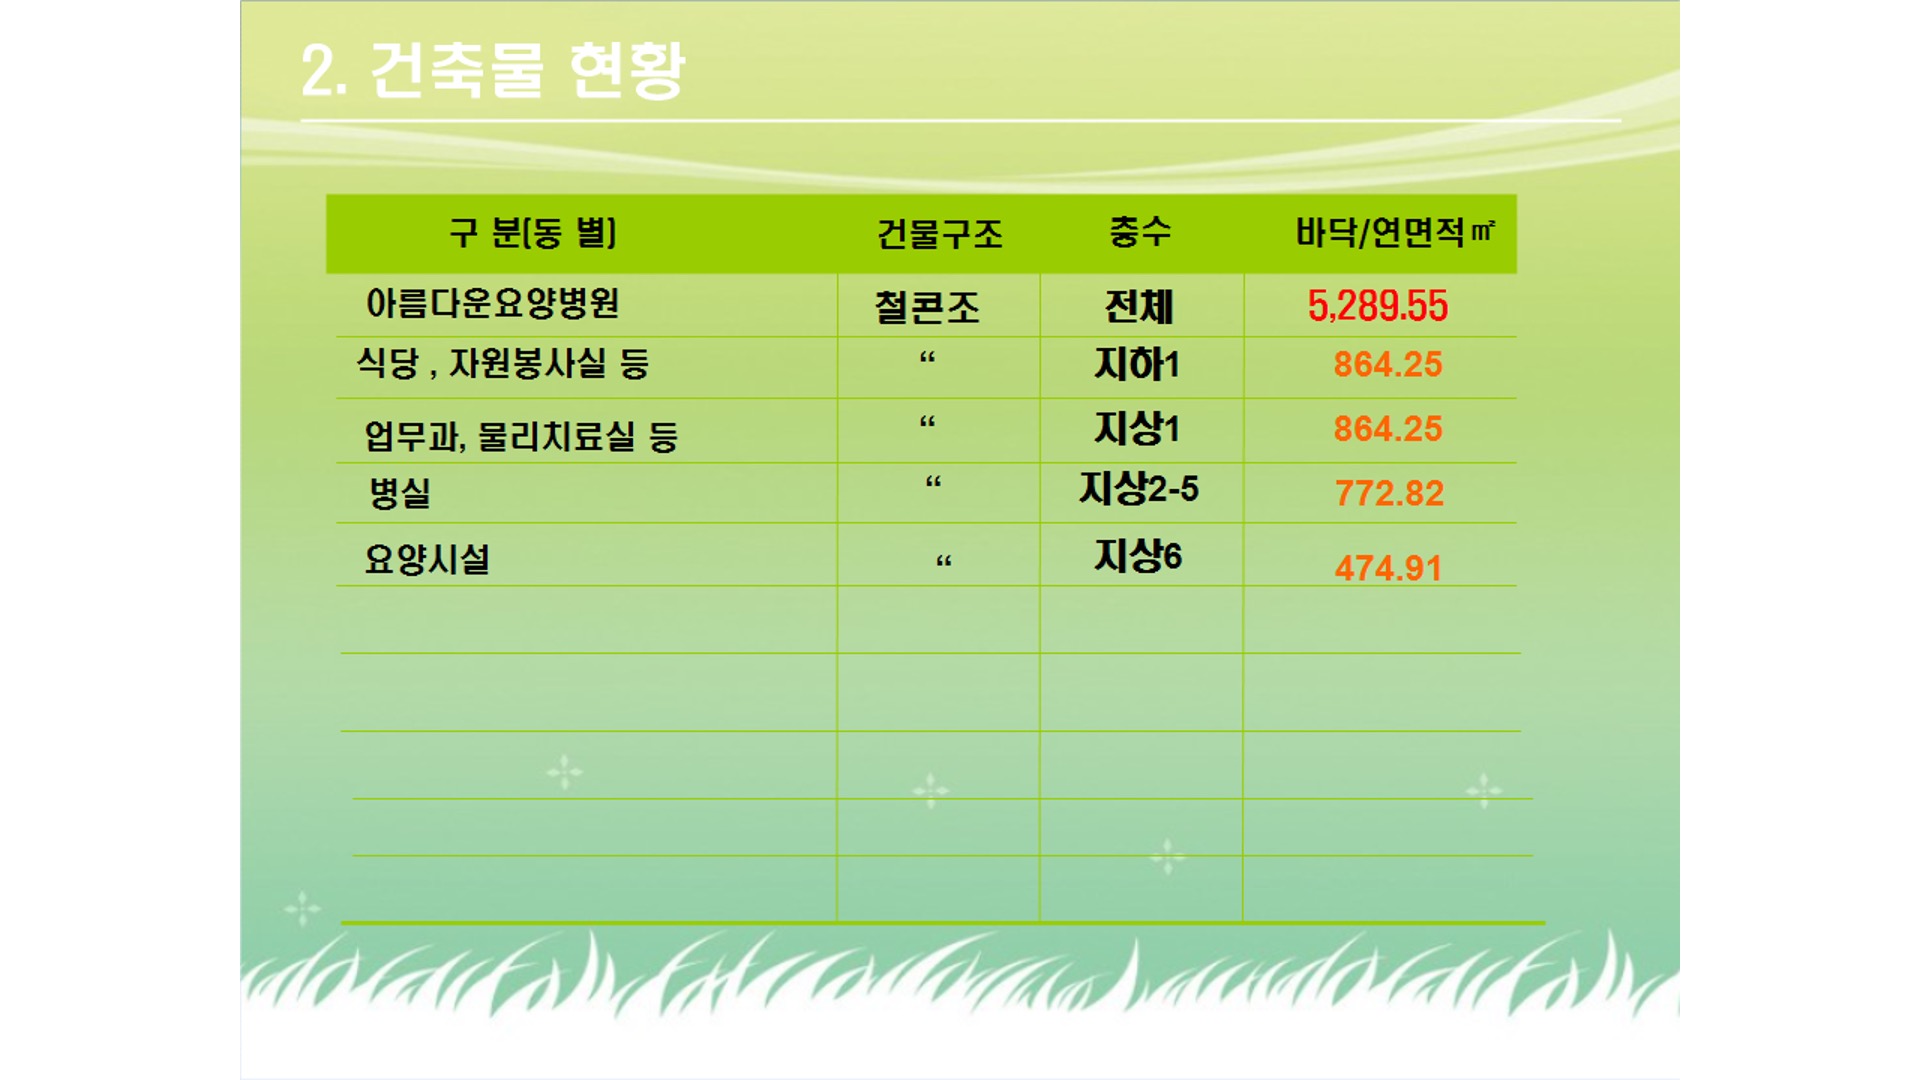 2. 건축물 현황
구 분(동 별) 건물구조 층수 바닥/연면적㎡
아름다운요양병원 철콘조 전체 5,289.55
식당 , 자원봉사실 등 “ 지하1 864.25
업무과, 물리치료실 등 “ 지상1 864.25
병실 “ 지상2-5 772.82
요양시설 “ 지상6 474.91